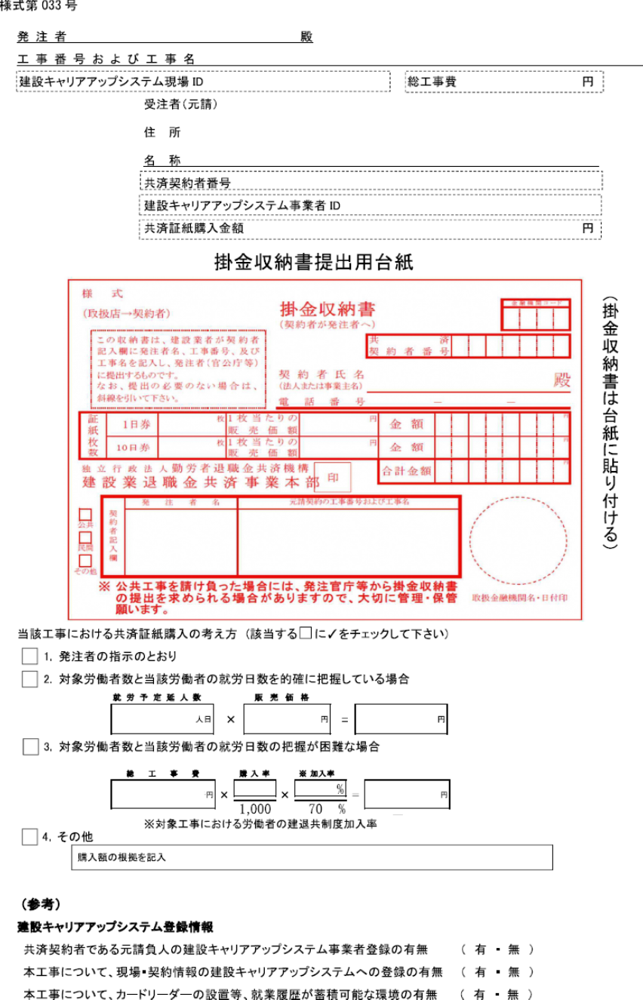 様式第 033 号
発 注 者 殿
工 事 番 号 お よ び 工 事 名
建設キャリアアップシステム現場 ID
総工事費 円
受注者(元請)
住 所
名 称
共済契約者番号
建設キャリアアップシステム事業者 ID
共済証紙購入金額 円
掛金収納書提出用台紙
(掛金収納書は台紙に貼り付ける)
様 式
(取扱店→契約者)
掛金収納書
(契約者が発注者へ)
金融機関コード
この収納書は、建設業者が契約者
記入欄に発注者名、工事番号、及び
工事名を記入し、発注者(官公庁等)
に提出するものです。
なお、提出の必要のない場合は、
斜線を引いて下さい。
共 済
契 約 者 番 号
契 約 者 氏 名
(法人または事業主名)
殿
電 話 番 号 － －
証紙枚数
1日券 枚 1枚当たりの販売価額 円 金 額 円
10日券 枚 1枚当たりの販売価額 円 金 額 円
合計金額 円
独 立 行 政 法 人 勤労者退職金共済機構
建 設 業 退 職 金 共 済 事 業 本 部 印
公共
民間
その他
契約者記入欄
発 注 者 名
元請契約の工事番号および工事名
※ 公共工事を請け負った場合には、発注官庁等から掛金収納書
の提出を求められる場合がありますので、大切に管理・保管
願います。
取扱金融機関名・日付印
当該工事における共済証紙購入の考え方 (該当する□に✓をチェックして下さい)
□ 1. 発注者の指示のとおり
□ 2. 対象労働者数と当該労働者の就労日数を的確に把握している場合
就 労 予 定 延 人 数 販 売 価 格
人日 × 円 = 円
□ 3. 対象労働者数と当該労働者の就労日数の把握が困難な場合
総 工 事 費 購 入 率 ※ 加入率
円 × × % = 円
1,000 70 %
※対象工事における労働者の建退共制度加入率
□ 4. その他
購入額の根拠を記入
(参考)
建設キャリアアップシステム登録情報
共済契約者である元請負人の建設キャリアアップシステム事業者登録の有無 ( 有 ・ 無 )
本工事について、現場・契約情報の建設キャリアアップシステムへの登録の有無 ( 有 ・ 無 )
本工事について、カードリーダーの設置等、就業履歴が蓄積可能な環境の有無 ( 有 ・ 無 )